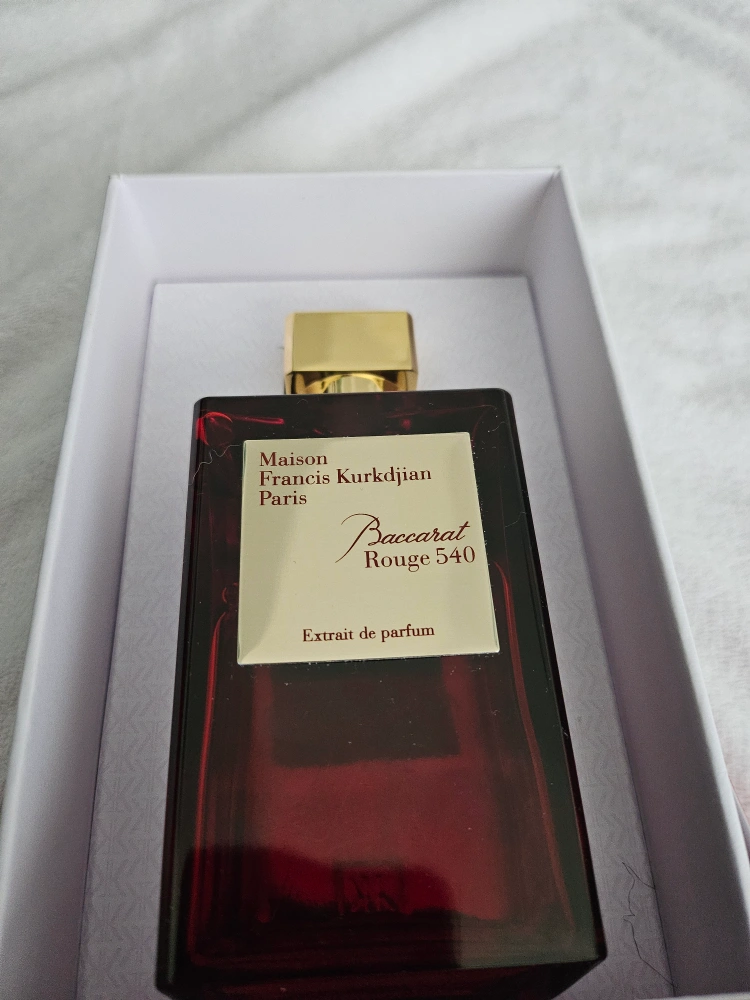 Maison
Francis Kurkdjian
Paris
Baccarat
Rouge 540
Extrait de parfum